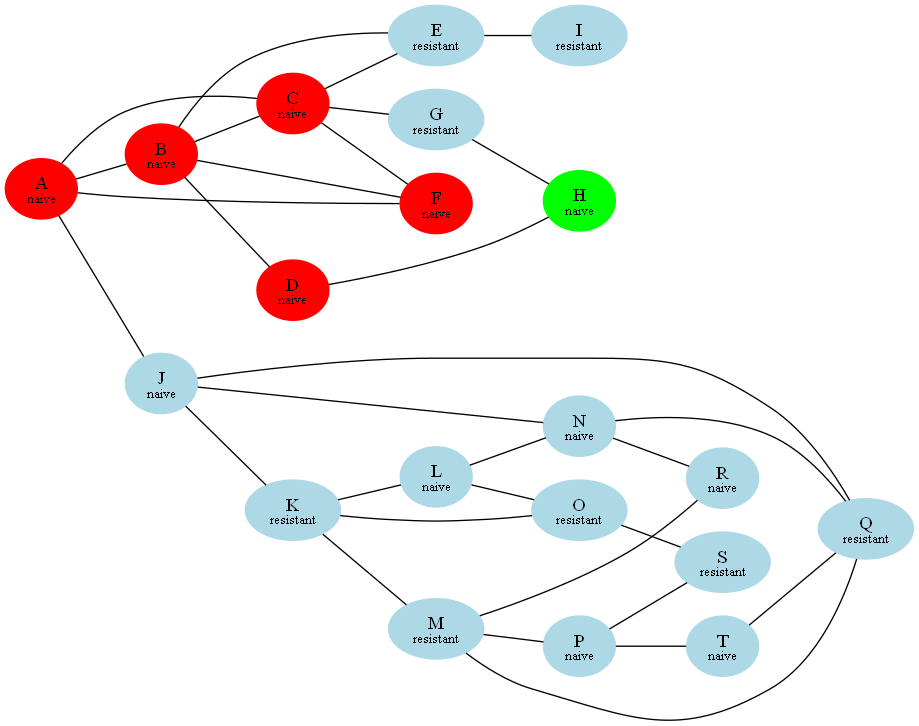 E
resistant
I
resistant
C
naive
G
resistant
B
naive
A
naive
F
naive
H
naive
D
naive
J
naive
N
naive
L
naive
R
naive
K
resistant
O
resistant
Q
resistant
S
resistant
M
resistant
P
naive
T
naive